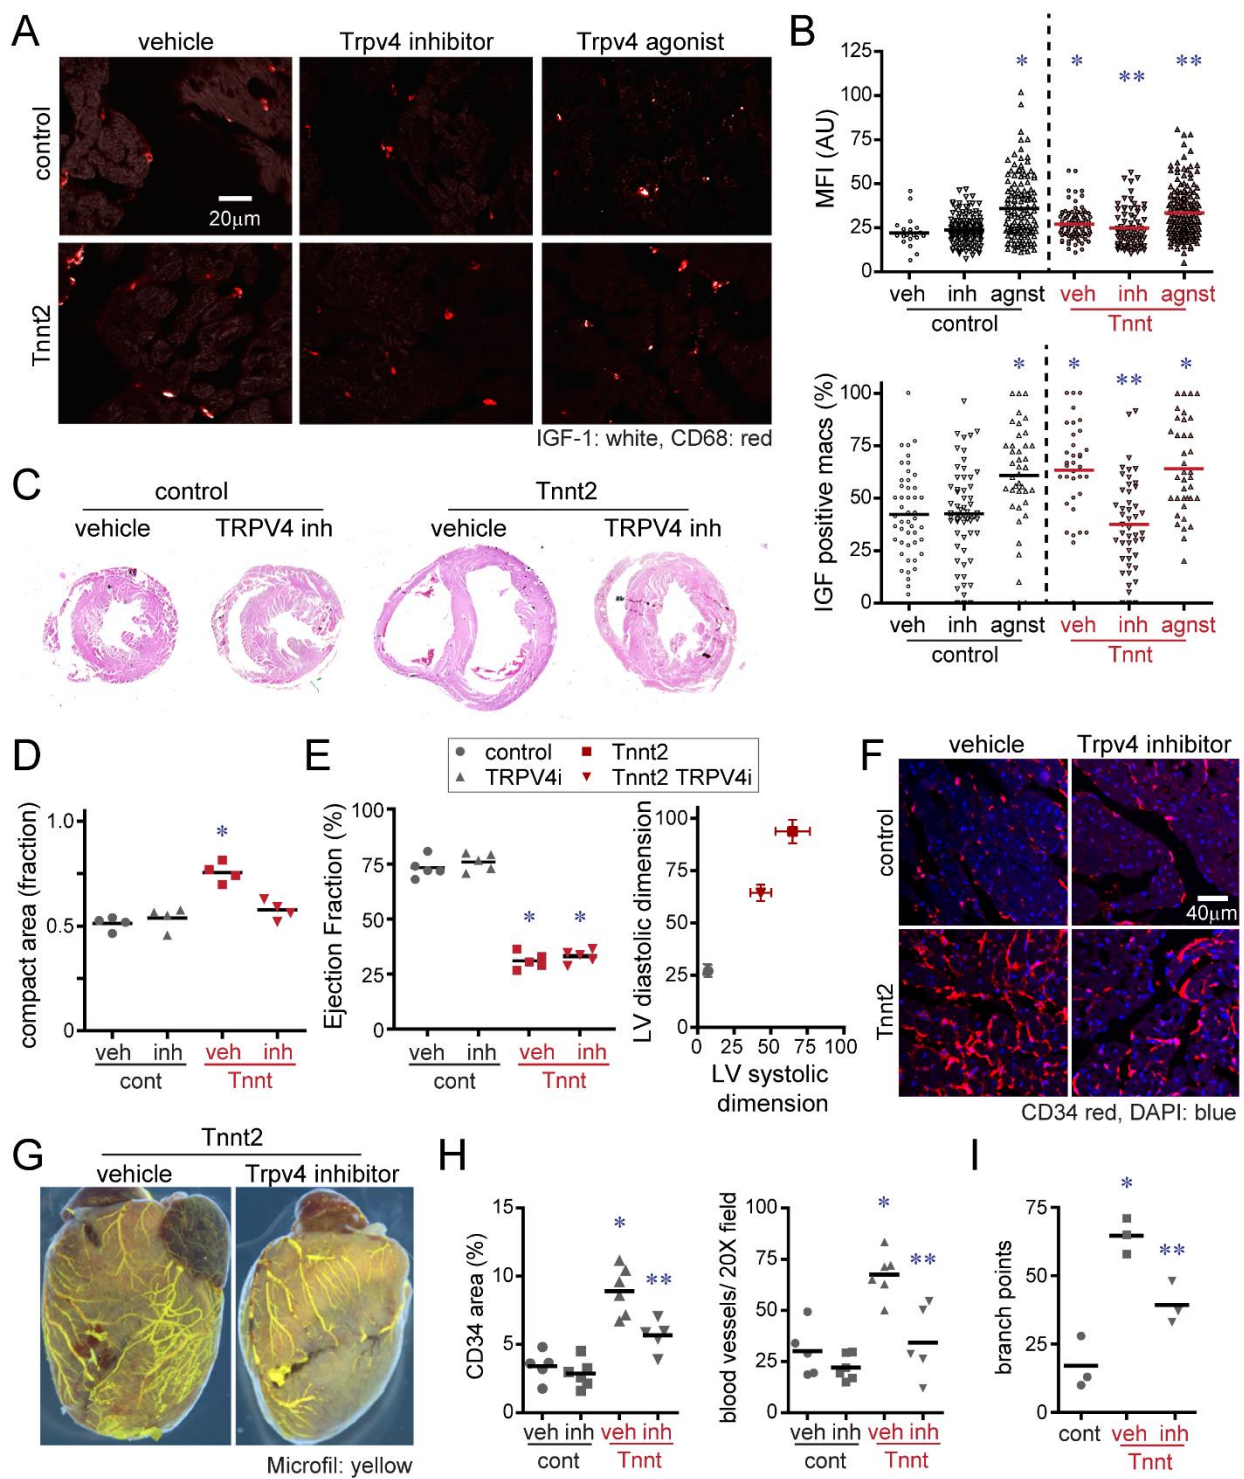 A
vehicle
Trpv4 inhibitor
Trpv4 agonist
control
20µm
Tnnt2
IGF-1: white, CD68: red
B
MFI (AU)
125
100
75
50
25
0
* * ** **
veh inh agnst veh inh agnst
control Tnnt
IGF positive macs (%)
100
75
50
25
0
* * ** *
veh inh agnst veh inh agnst
control Tnnt
C
control Tnnt2
vehicle TRPV4 inh vehicle TRPV4 inh
D
compact area (fraction)
1.0
0.5
0
*
veh inh veh inh
cont Tnnt
E
control Tnnt2
TRPV4i Tnnt2 TRPV4i
Ejection Fraction (%)
100
75
50
25
0
* *
veh inh veh inh
cont Tnnt
LV diastolic dimension
100
75
50
25
0
0 25 50 75 100
LV systolic
dimension
F
vehicle Trpv4 inhibitor
control
40µm
Tnnt2
CD34 red, DAPI: blue
G
Tnnt2
vehicle Trpv4 inhibitor
Microfil: yellow
H
CD34 area (%)
15
10
5
0
* **
veh inh veh inh
cont Tnnt
blood vessels/ 20X field
100
75
50
25
0
* **
veh inh veh inh
cont Tnnt
I
branch points
75
50
25
0
* **
cont veh inh
Tnnt